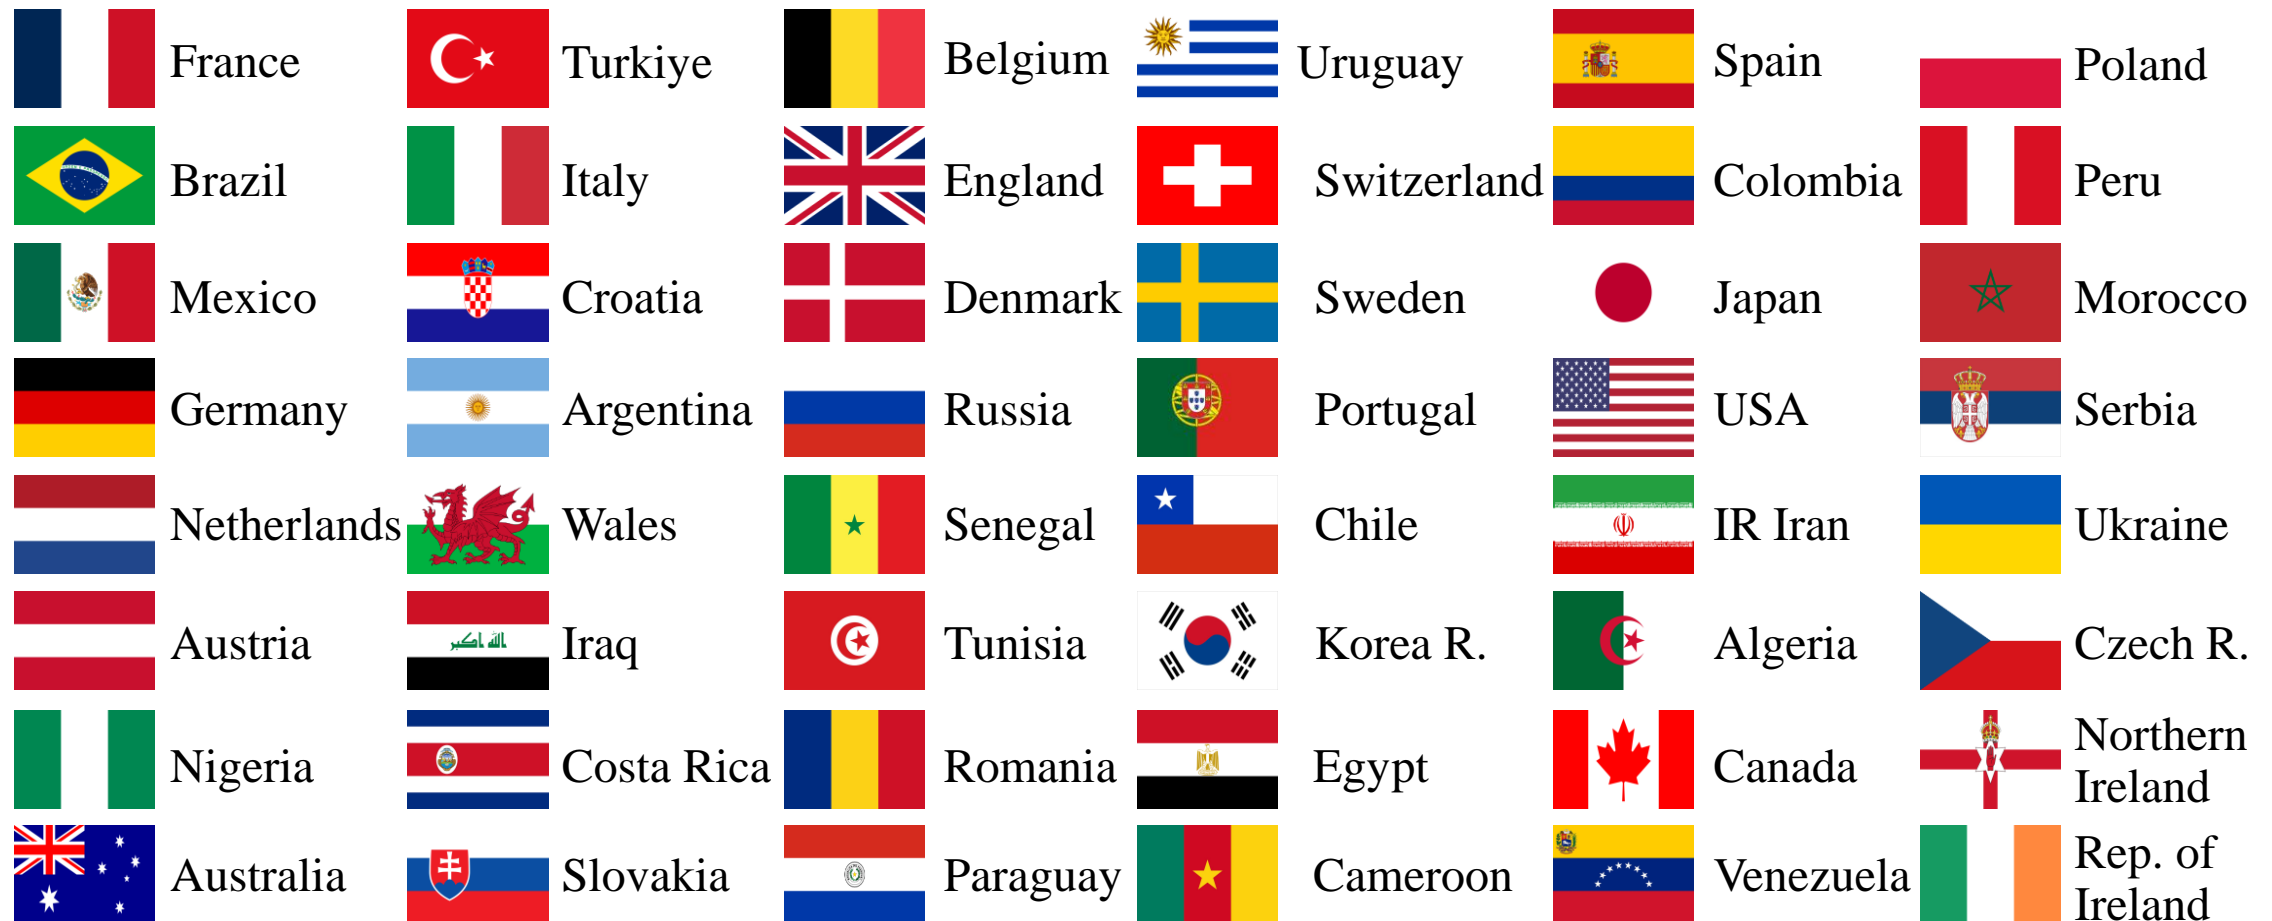 France Turkiye Belgium Uruguay Spain Poland
Brazil Italy England Switzerland Colombia Peru
Mexico Croatia Denmark Sweden Japan Morocco
Germany Argentina Russia Portugal USA Serbia
Netherlands Wales Senegal Chile IR Iran Ukraine
Austria Iraq Tunisia Korea R. Algeria Czech R.
Nigeria Costa Rica Romania Egypt Canada Northern
Ireland
Australia Slovakia Paraguay Cameroon Venezuela Rep. of
Ireland